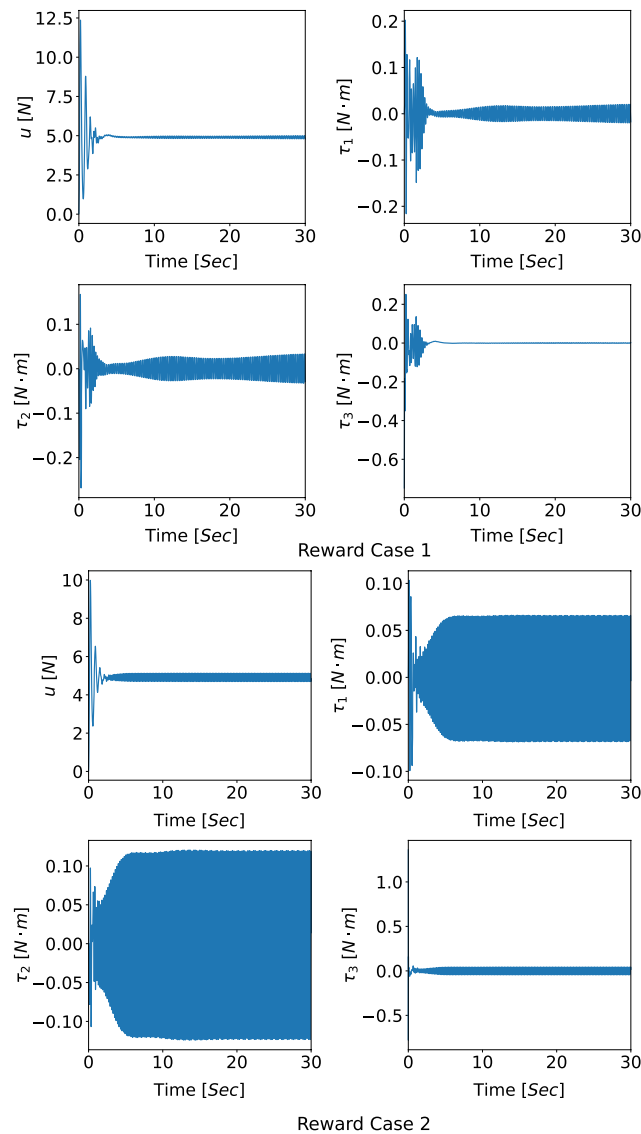 12.5
10.0
7.5
5.0
2.5
0.0
u [N]
0 10 20 30
Time [Sec]
0.2
0.1
0.0
−0.1
−0.2
τ1 [N·m]
0 10 20 30
Time [Sec]
0.1
0.0
−0.1
−0.2
τ2 [N·m]
0 10 20 30
Time [Sec]
0.2
0.0
−0.2
−0.4
−0.6
τ3 [N·m]
0 10 20 30
Time [Sec]
Reward Case 1
10
8
6
4
2
0
u [N]
0 10 20 30
Time [Sec]
0.10
0.05
0.00
−0.05
−0.10
τ1 [N·m]
0 10 20 30
Time [Sec]
0.10
0.05
0.00
−0.05
−0.10
τ2 [N·m]
0 10 20 30
Time [Sec]
1.0
0.5
0.0
−0.5
τ3 [N·m]
0 10 20 30
Time [Sec]
Reward Case 2